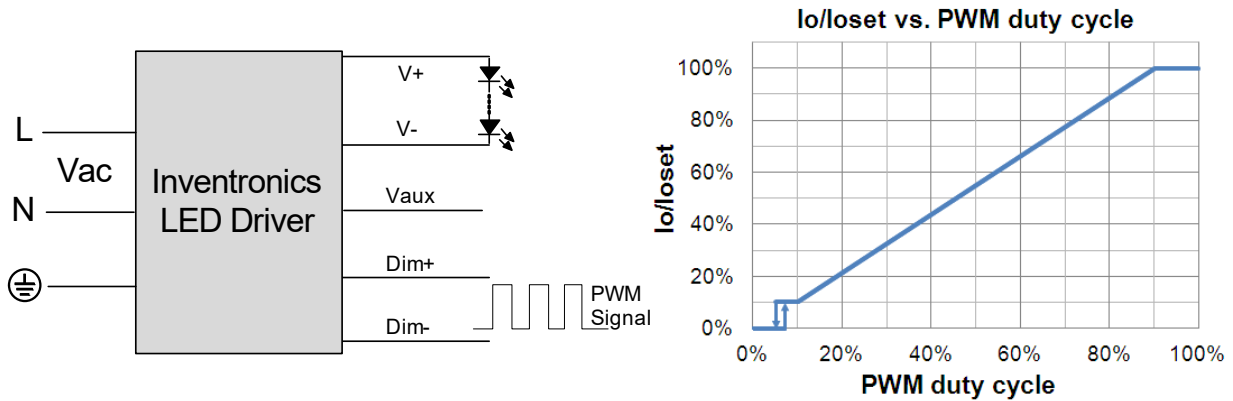 L
Vac
N
Inventronics
LED Driver
V+
V-
Vaux
Dim+
Dim-
PWM
Signal
Io/Ioset vs. PWM duty cycle
Io/Ioset
100%
80%
60%
40%
20%
0%
0% 20% 40% 60% 80% 100%
PWM duty cycle